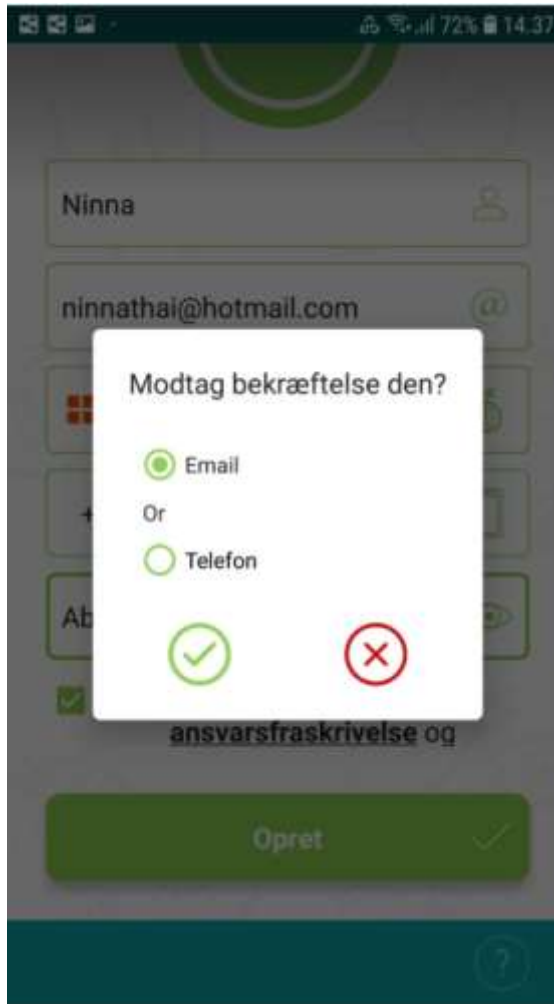 72% 14.37
Ninna
ninnathai@hotmail.com
@
Modtag bekræftelse den?
Email
Or
Telefon
+
Ab
ansvarsfraskrivelse og
Opret
?